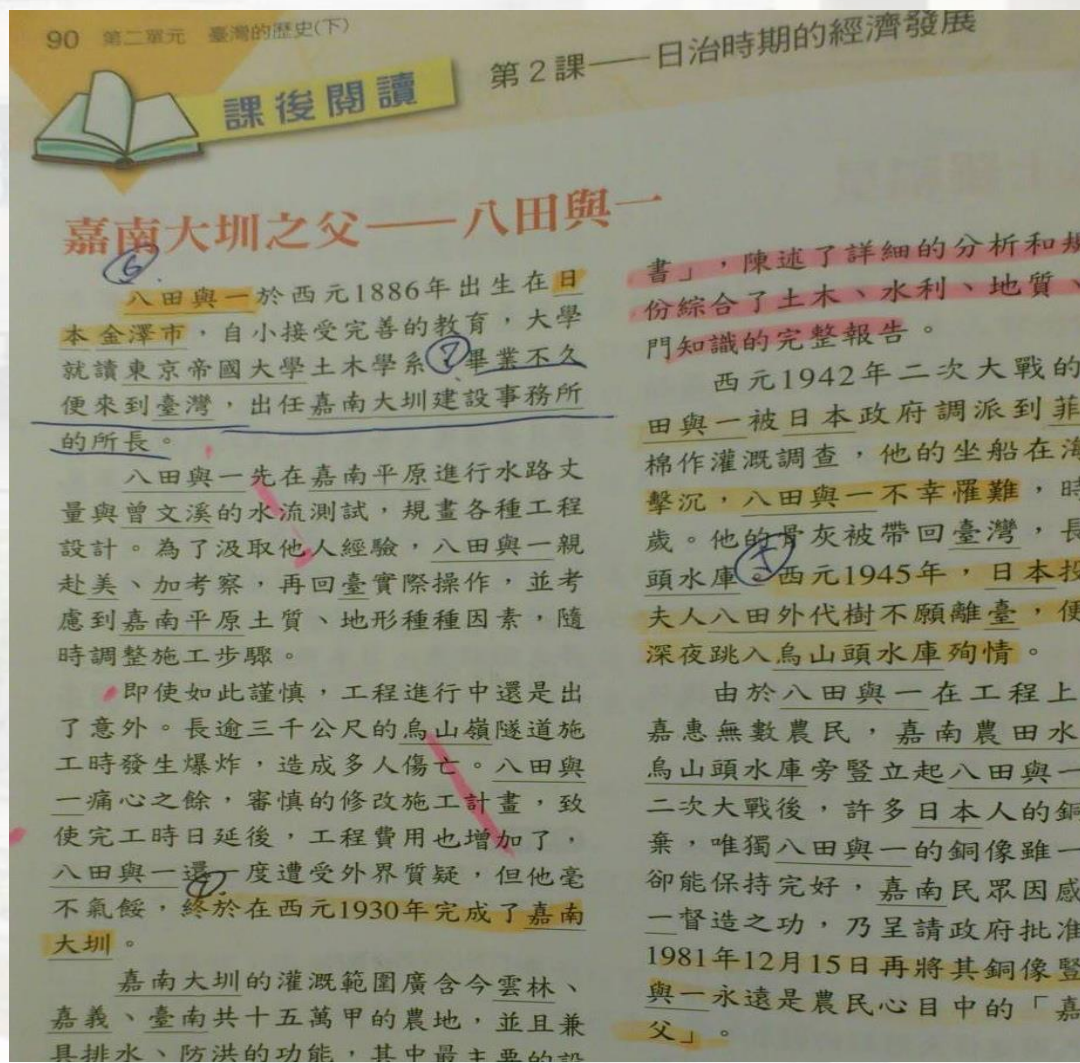 90 第二單元 臺灣的歷史(下)
課後閱讀
第2課——日治時期的經濟發展
嘉南大圳之父——八田與一
⑥
八田與一於西元1886年出生在日
本金澤市，自小接受完善的教育，大學
就讀東京帝國大學土木學系。畢業不久
便來到臺灣，出任嘉南大圳建設事務所
的所長。
八田與一先在嘉南平原進行水路丈
量與曾文溪的水流測試，規畫各種工程
設計。為了汲取他人經驗，八田與一親
赴美、加考察，再回臺實際操作，並考
慮到嘉南平原土質、地形種種因素，隨
時調整施工步驟。
即使如此謹慎，工程進行中還是出
了意外。長逾三千公尺的烏山嶺隧道施
工時發生爆炸，造成多人傷亡。八田與
一痛心之餘，審慎的修改施工計畫，致
使完工時日延後，工程費用也增加了，
八田與一還一度遭受外界質疑，但他毫
不氣餒，終於在西元1930年完成了嘉南
大圳。
嘉南大圳的灌溉範圍廣含今雲林、
嘉義、臺南共十五萬甲的農地，並且兼
具排水、防洪的功能，其中最主要的設
書」，陳述了詳細的分析和規
份綜合了土木、水利、地質、
門知識的完整報告。
西元1942年二次大戰的
田與一被日本政府調派到菲
棉作灌溉調查，他的坐船在海
擊沉，八田與一不幸罹難，時
歲。他的骨灰被帶回臺灣，長
頭水庫。西元1945年，日本投
夫人八田外代樹不願離臺，便
深夜跳入烏山頭水庫殉情。
由於八田與一在工程上
嘉惠無數農民，嘉南農田水
烏山頭水庫旁豎立起八田與一
二次大戰後，許多日本人的銅
棄，唯獨八田與一的銅像雖一
卻能保持完好，嘉南民眾因感
一督造之功，乃呈請政府批准
1981年12月15日再將其銅像豎
與一永遠是農民心目中的「嘉
父」。